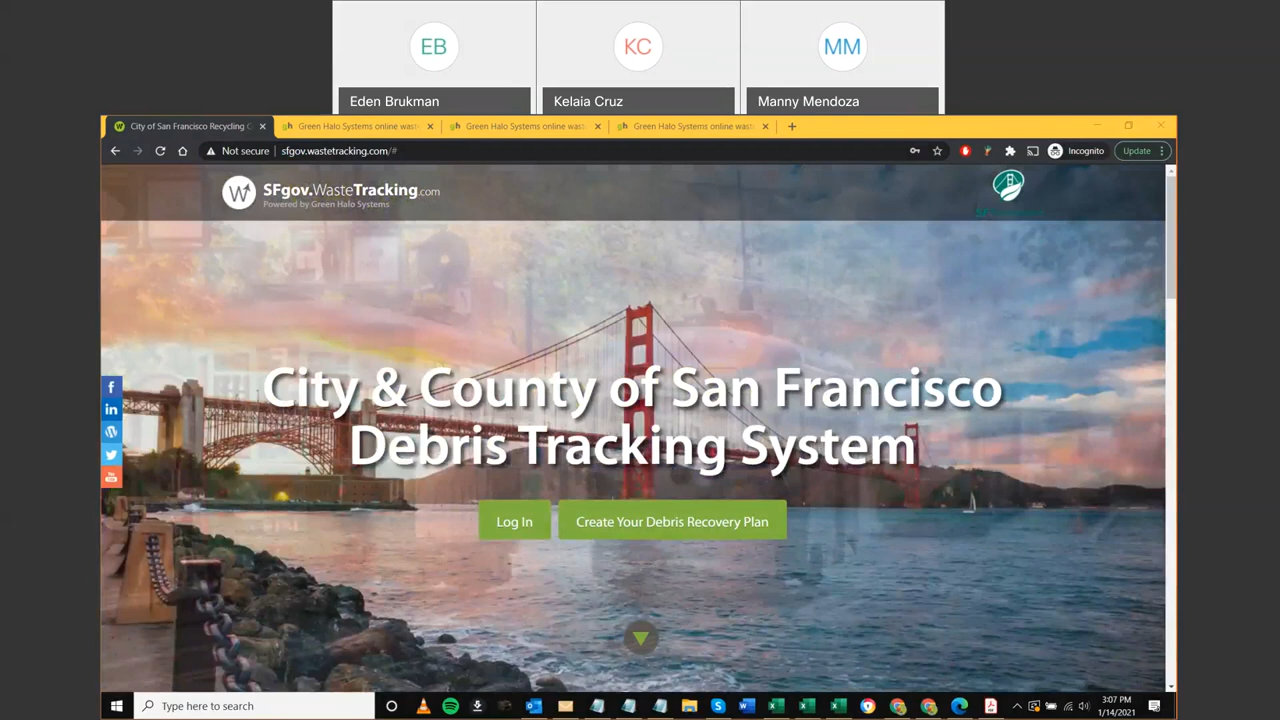 EB
KC
MM
Eden Brukman
Kelaia Cruz
Manny Mendoza
City of San Francisco Recycling
Green Halo Systems online wast
Green Halo Systems online wast
Green Halo Systems online wast
Not secure
sfgov.wastetracking.com/#
Incognito
Update
SFgov.WasteTracking.com
Powered by Green Halo Systems
City & County of San Francisco
Debris Tracking System
Log In
Create Your Debris Recovery Plan
Type here to search
3:07 PM
1/14/2021